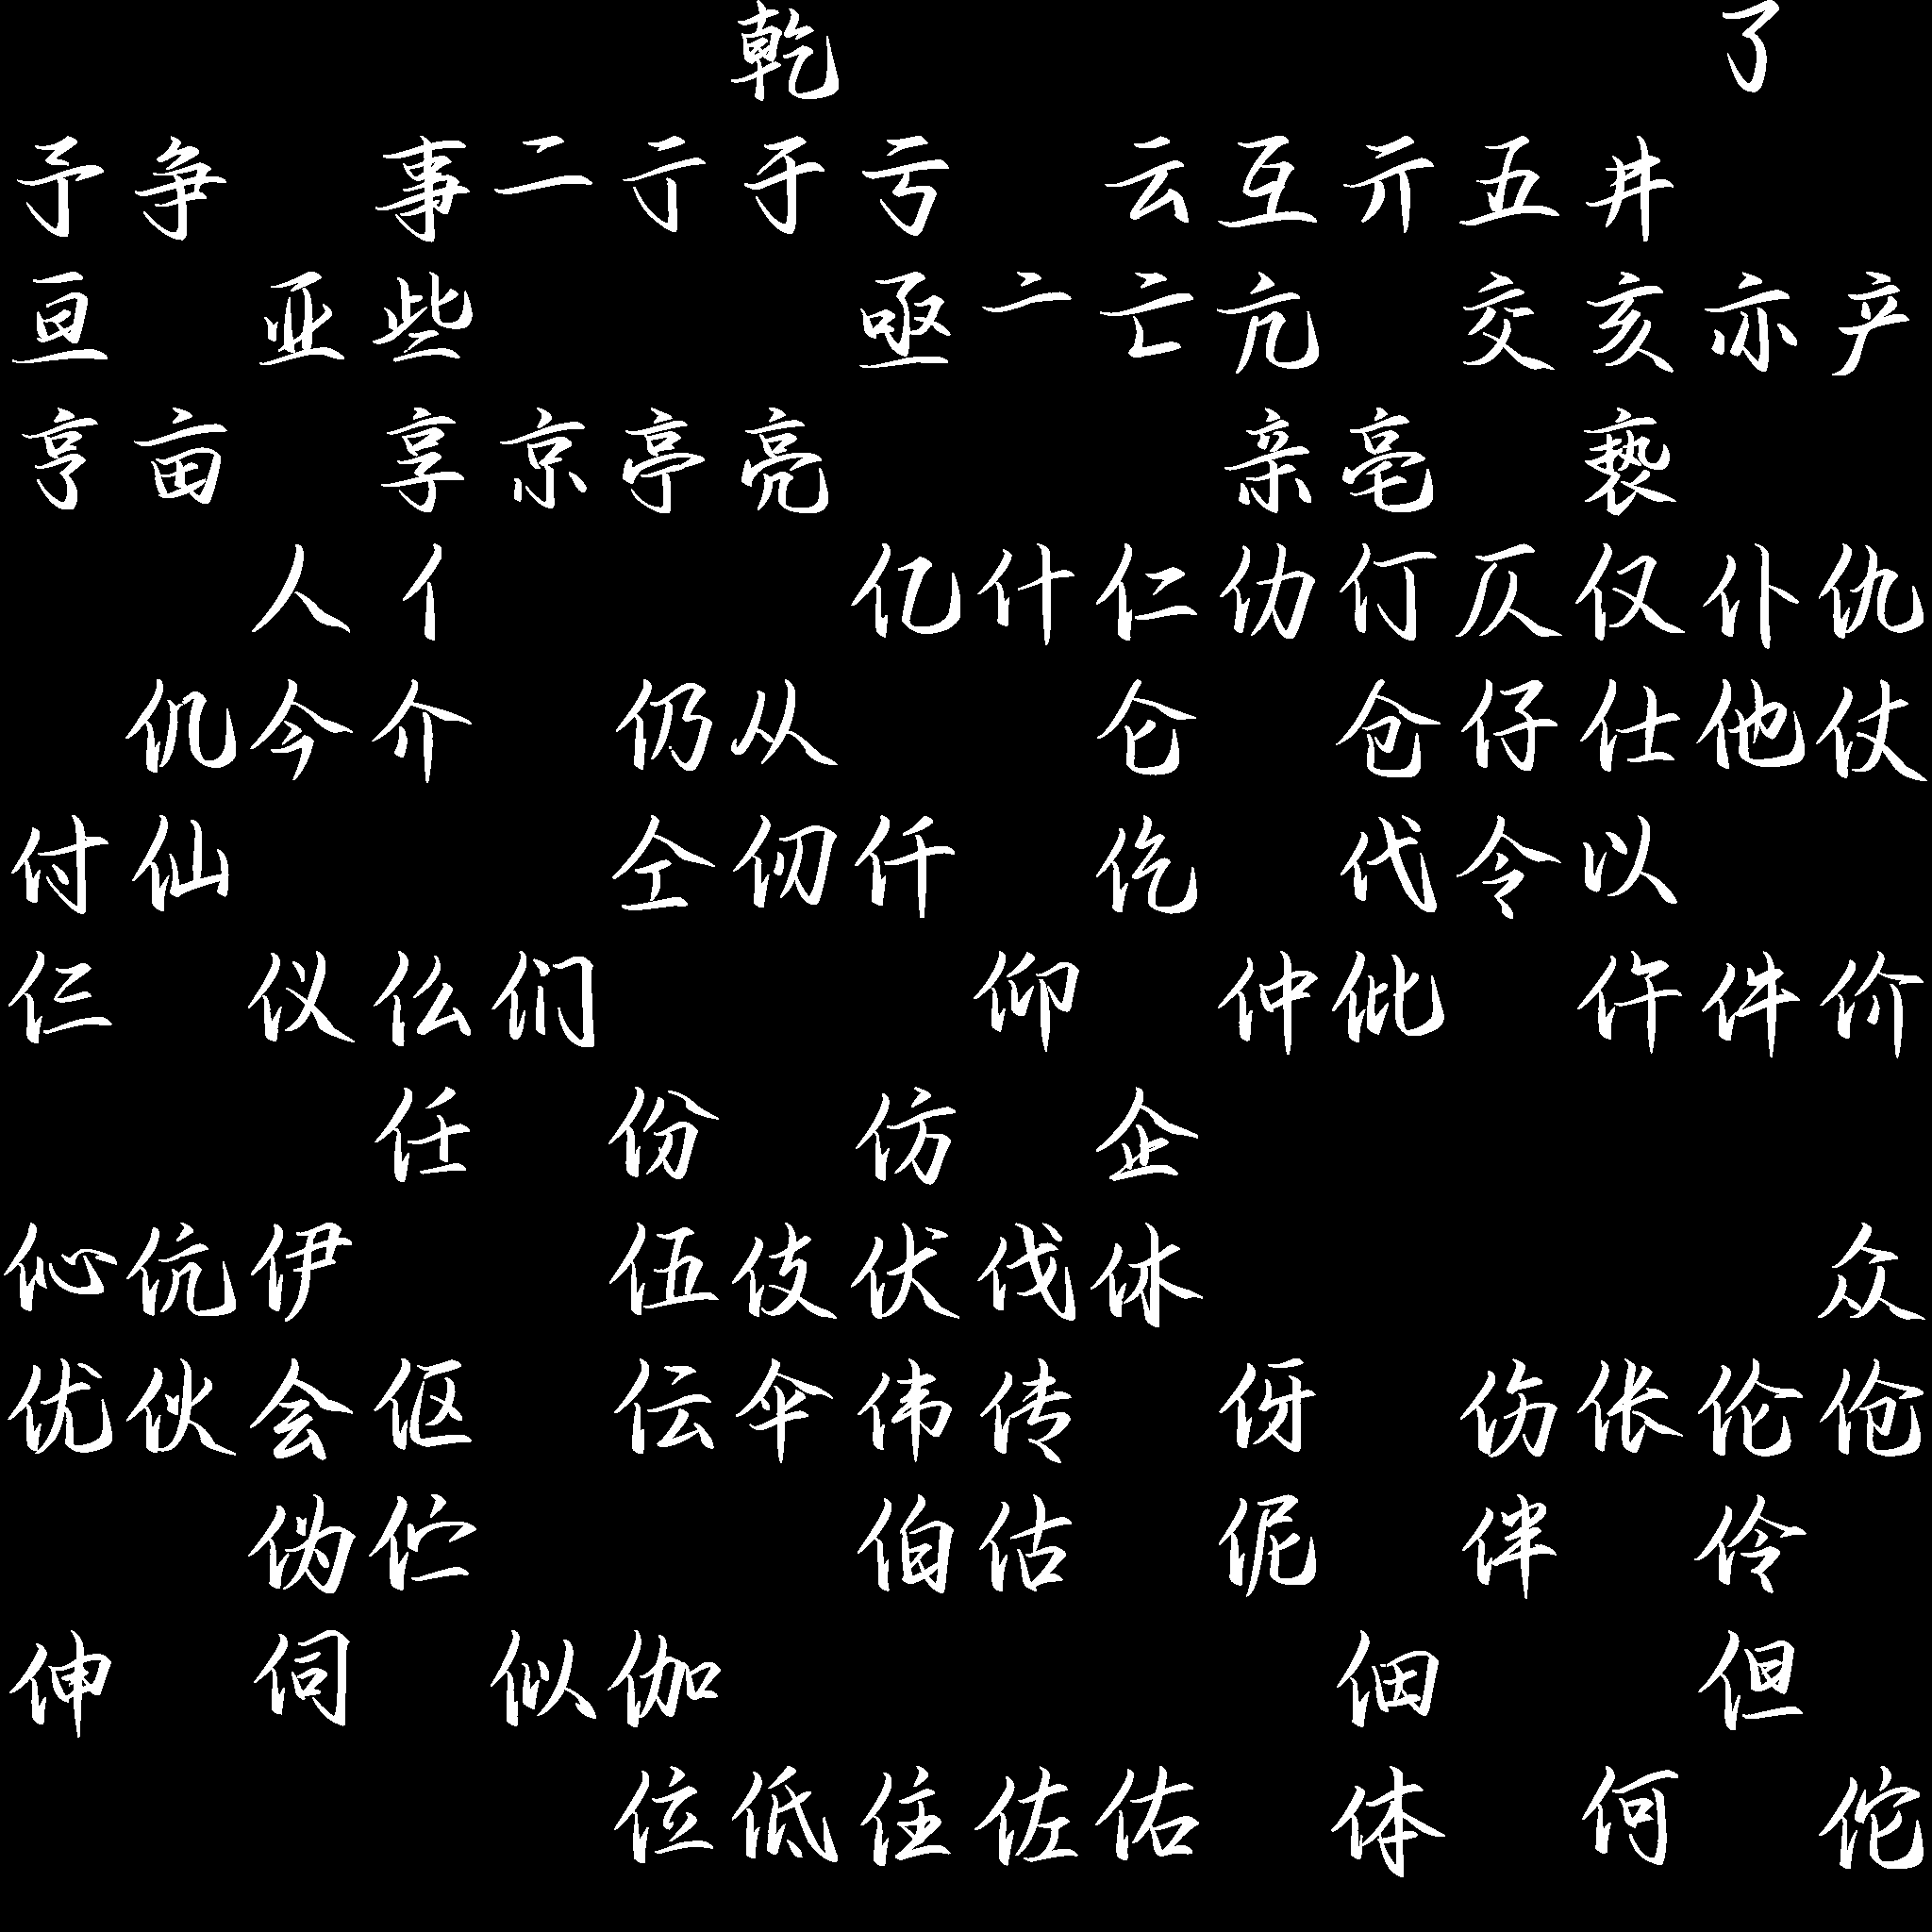 乾 了
予 争 事 二 亍 于 亏 云 互 亓 五 井
亘 亚 些 亟 亠 亡 亢 交 亥 亦 产
亨 亩 享 京 亭 亮 亲 亳 亵
人 亻 亿 什 仁 仂 仃 仄 仅 仆 仇
仉 今 介 仍 从 仑 仓 仔 仕 他 仗
付 仙 仝 仞 仟 仡 代 令 以
仨 仪 仫 们 仰 仲 仳 仵 件 价
任 份 仿 企
伈 伉 伊 伍 伎 伏 伐 休 众
优 伙 会 伛 伝 伞 伟 传 伢 伤 伥 伦 伧
伪 伫 伯 估 伲 伴 伶
伸 伺 似 伽 佃 但
位 低 住 佐 佑 体 何 佗